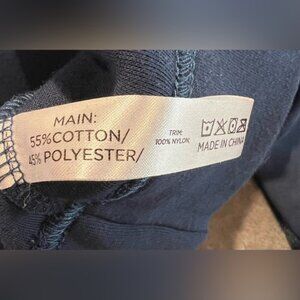 MAIN:
55%COTTON/
45% POLYESTER/
TRIM:
100% NYLON
MADE IN CHINA